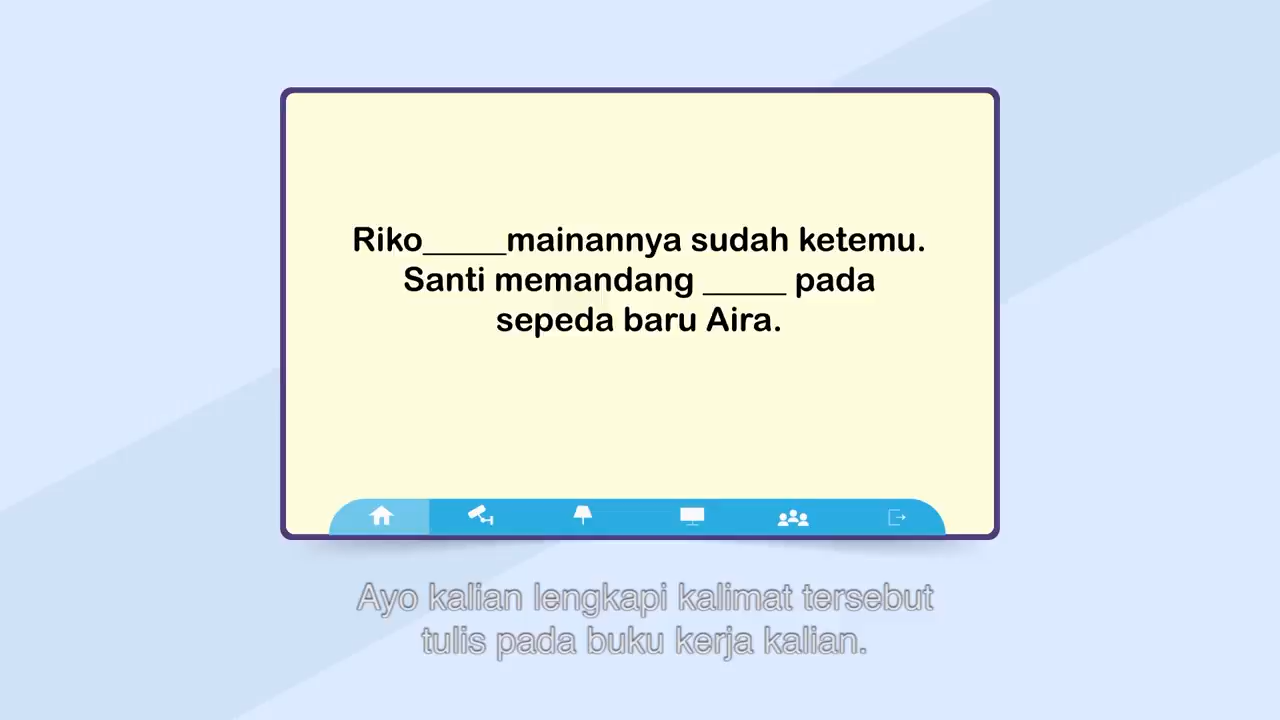 Riko_____mainannya sudah ketemu.
Santi memandang _____ pada
sepeda baru Aira.
Ayo kalian lengkapi kalimat tersebut
tulis pada buku kerja kalian.